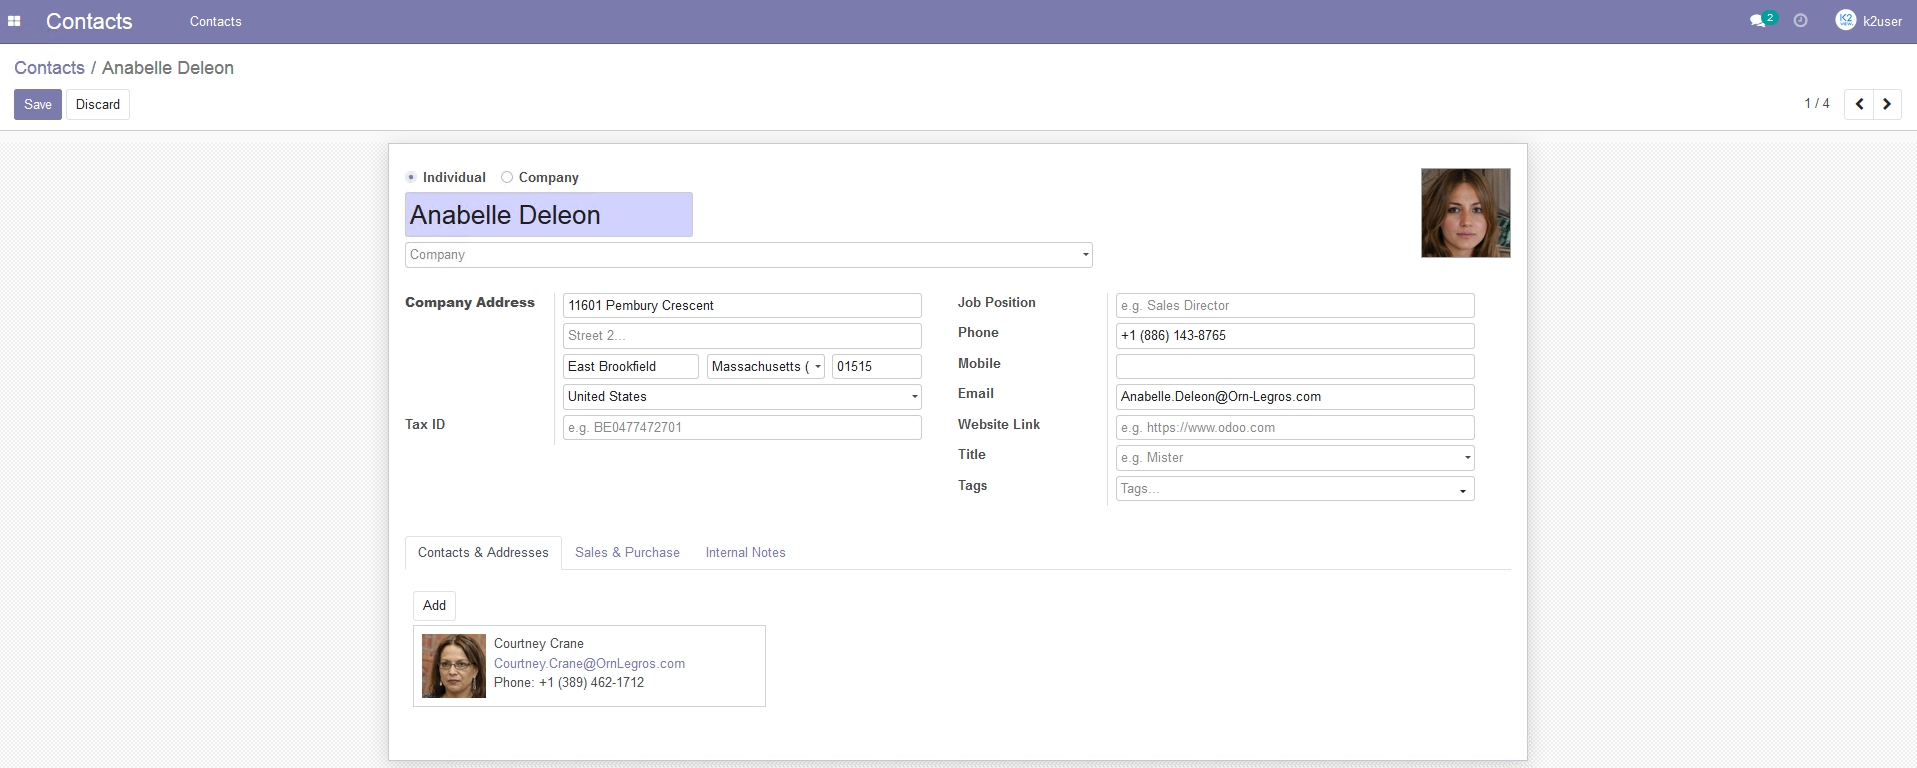 Contacts Contacts 2 K2 VIEW k2user
Contacts / Anabelle Deleon
Save Discard 1 / 4
Individual Company
Anabelle Deleon
Company
Company Address 11601 Pembury Crescent
Street 2...
East Brookfield Massachusetts ( 01515
United States
Tax ID e.g. BE0477472701
Job Position e.g. Sales Director
Phone +1 (886) 143-8765
Mobile
Email Anabelle.Deleon@Orn-Legros.com
Website Link e.g. https://www.odoo.com
Title e.g. Mister
Tags Tags...
Contacts & Addresses Sales & Purchase Internal Notes
Add
Courtney Crane
Courtney.Crane@OrnLegros.com
Phone: +1 (389) 462-1712